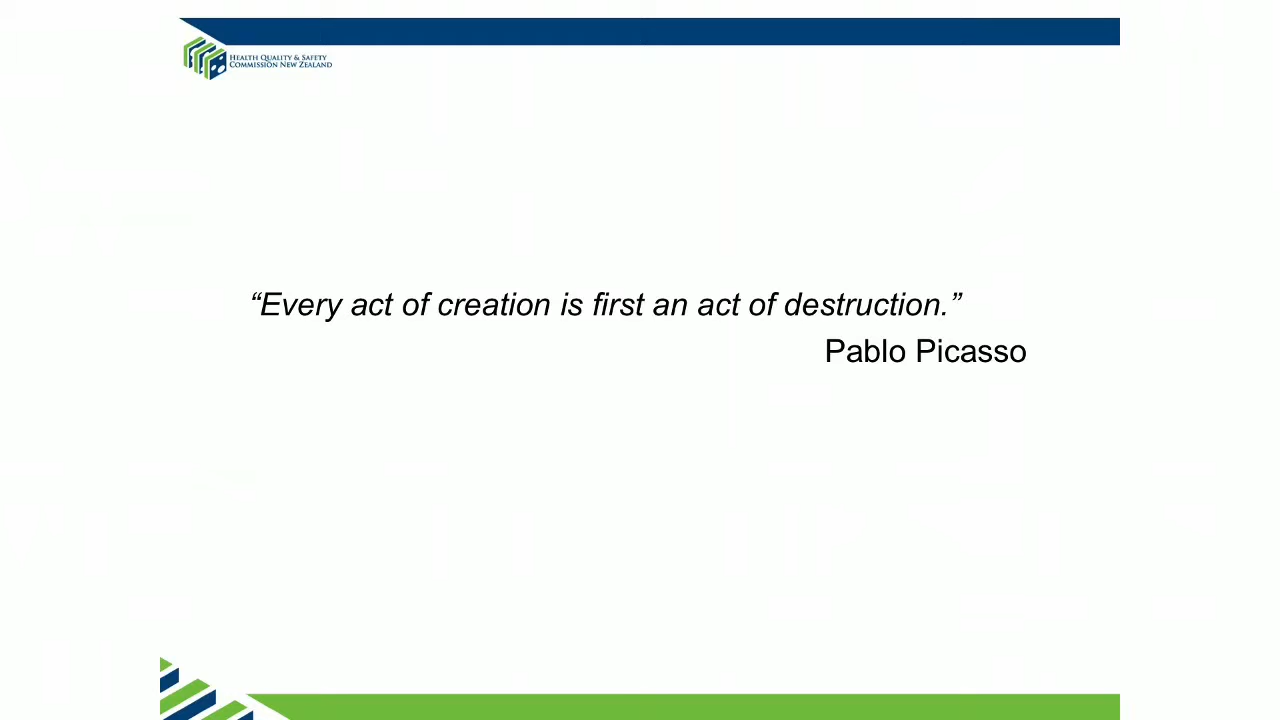 HEALTH QUALITY & SAFETY
COMMISSION NEW ZEALAND
“Every act of creation is first an act of destruction.”
Pablo Picasso